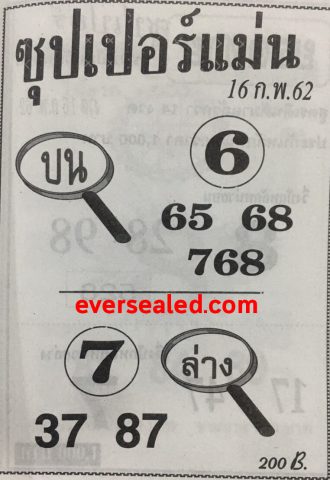 ซุปเปอร์แม่น
16 ก.พ.62
บน
6
65 68
768
eversealed.com
7
ล่าง
37 87
200 B.